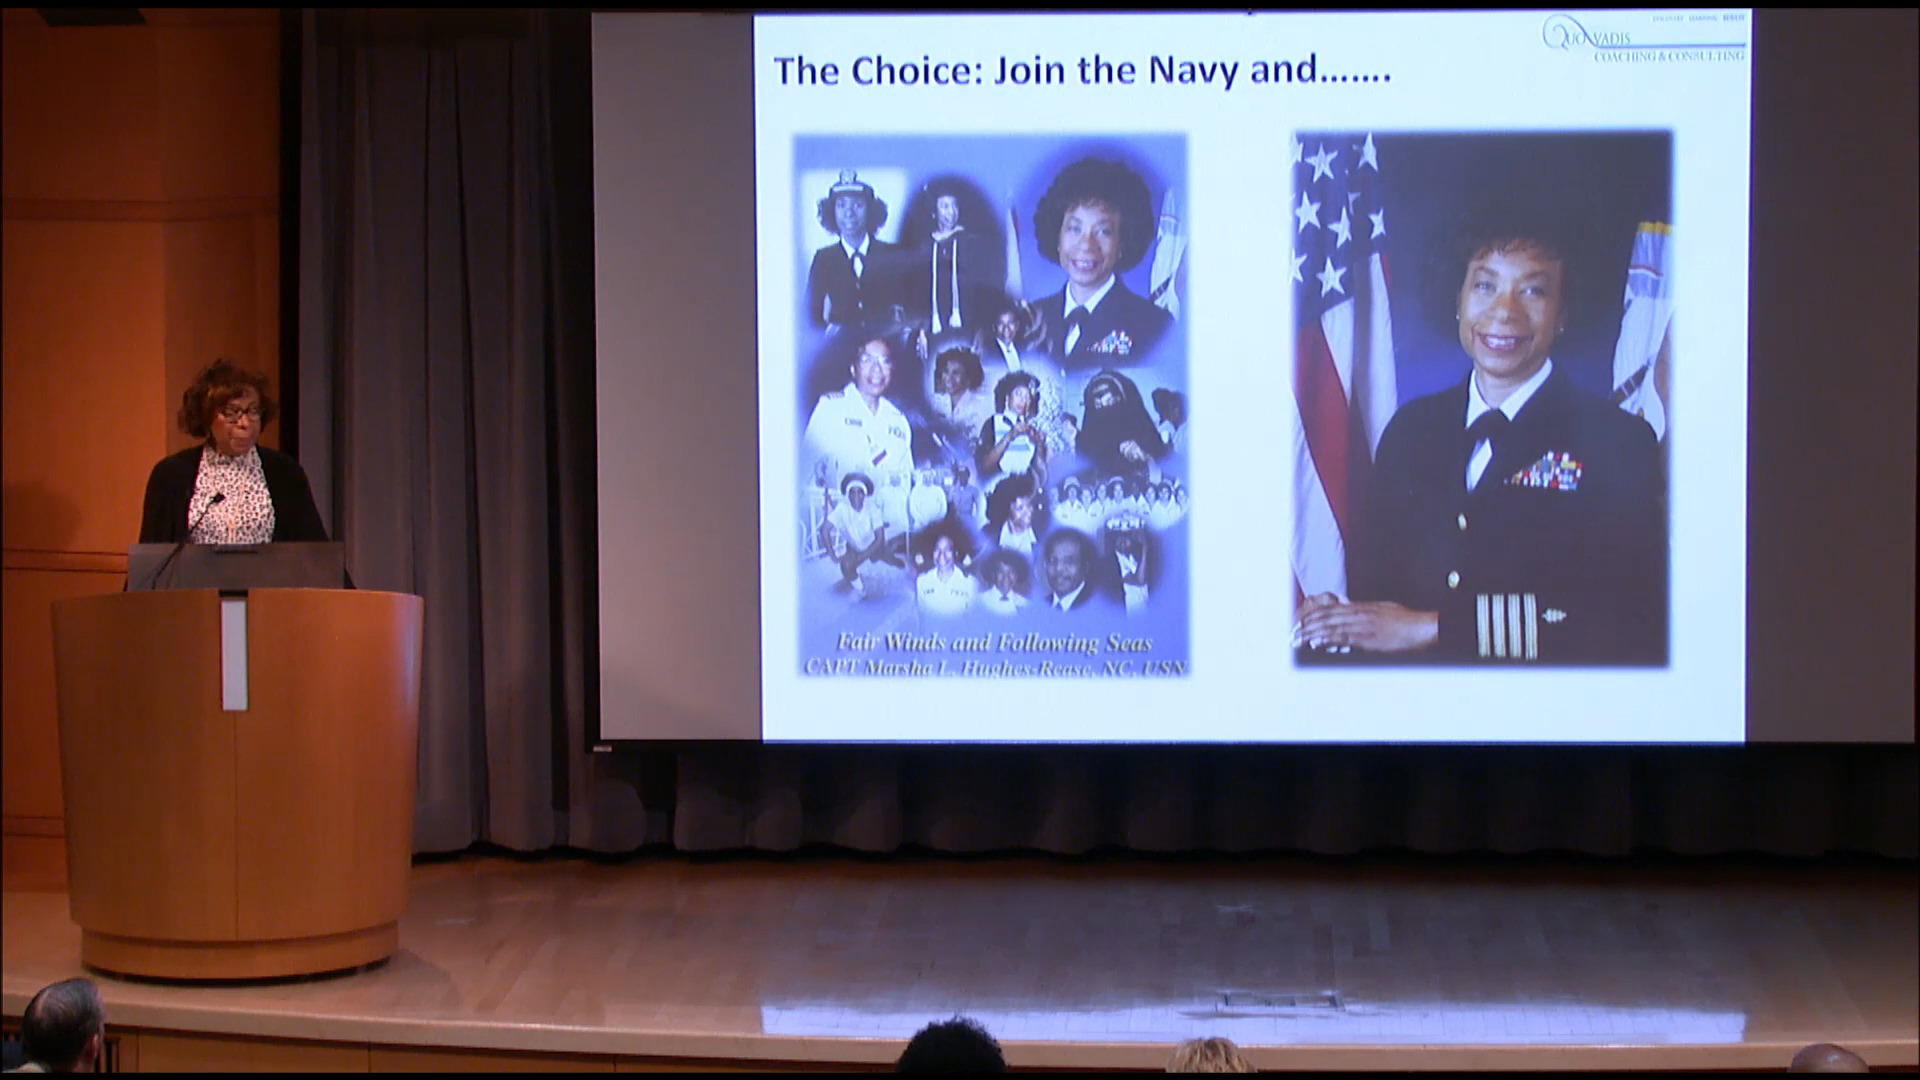 The Choice: Join the Navy and.......
QUO VADIS
COACHING & CONSULTING
Fair Winds and Following Seas
CAPT Marsha L. Hughes-Rease, NC, USN